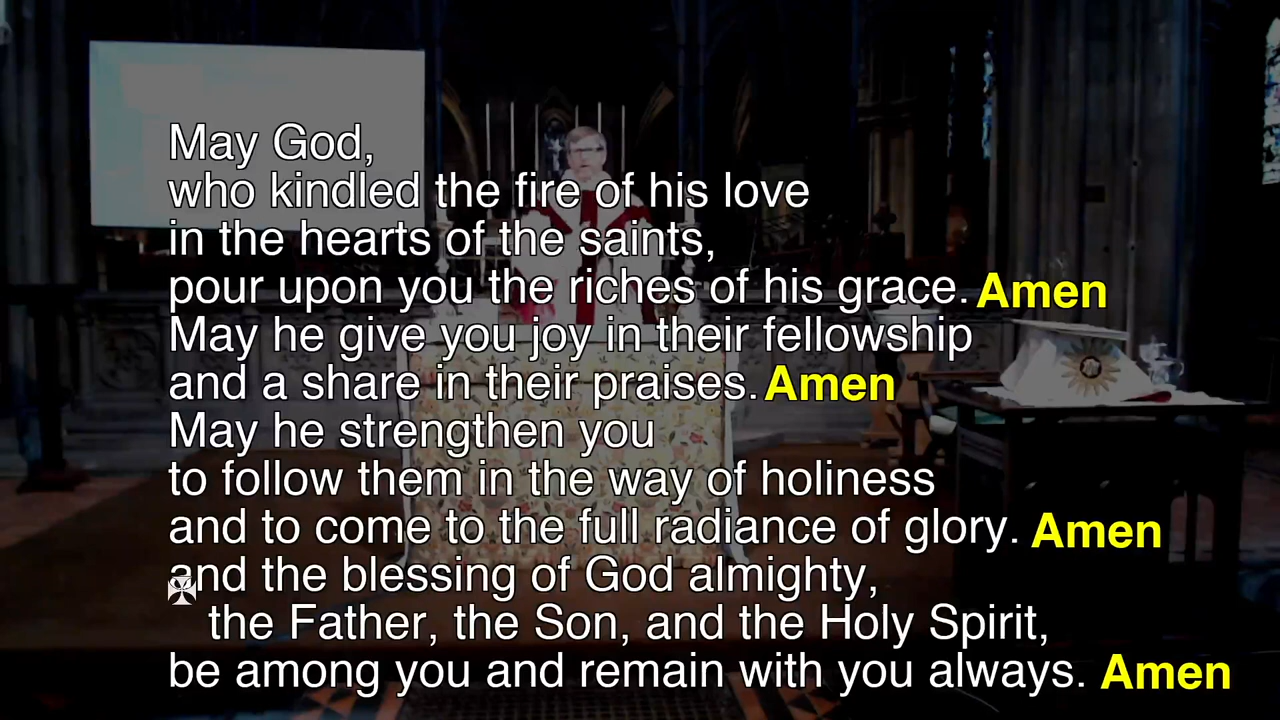 May God,
who kindled the fire of his love
in the hearts of the saints,
pour upon you the riches of his grace. Amen
May he give you joy in their fellowship
and a share in their praises. Amen
May he strengthen you
to follow them in the way of holiness
and to come to the full radiance of glory. Amen
and the blessing of God almighty,
the Father, the Son, and the Holy Spirit,
be among you and remain with you always. Amen